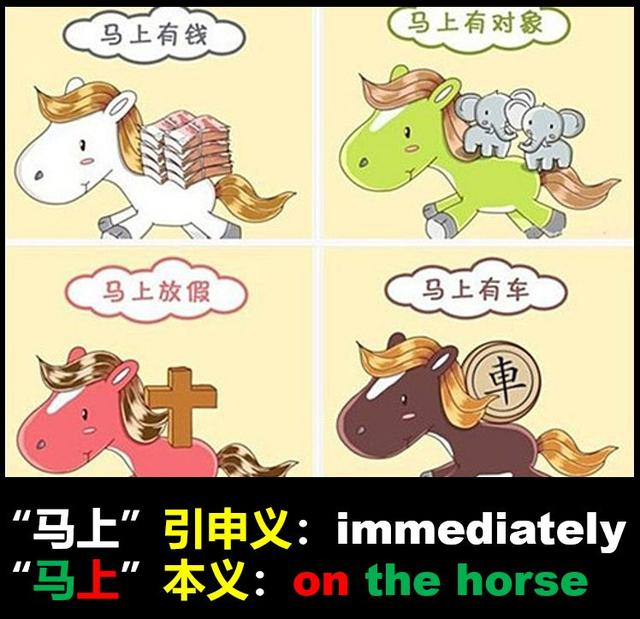 马上有钱
马上有对象
马上放假
马上有车
車
“马上”引申义：immediately
“马上”本义：on the horse